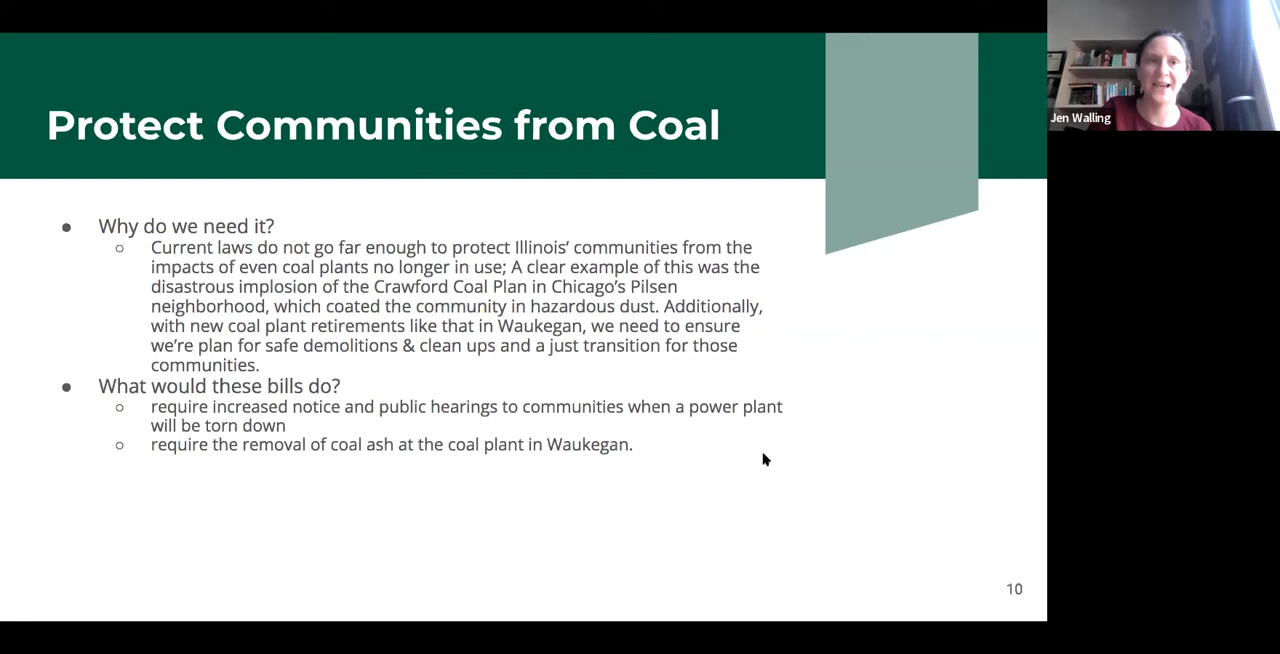 Protect Communities from Coal
Jen Walling
● Why do we need it?
○ Current laws do not go far enough to protect Illinois’ communities from the
impacts of even coal plants no longer in use; A clear example of this was the
disastrous implosion of the Crawford Coal Plan in Chicago’s Pilsen
neighborhood, which coated the community in hazardous dust. Additionally,
with new coal plant retirements like that in Waukegan, we need to ensure
we’re plan for safe demolitions & clean ups and a just transition for those
communities.
● What would these bills do?
○ require increased notice and public hearings to communities when a power plant
will be torn down
○ require the removal of coal ash at the coal plant in Waukegan.
10